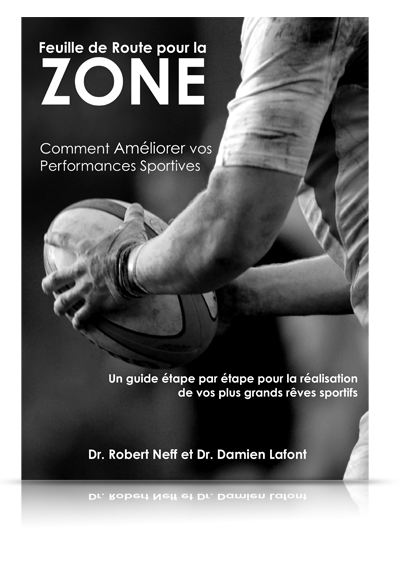 Feuille de Route pour la
ZONE
Comment Améliorer vos
Performances Sportives
Un guide étape par étape pour la réalisation
de vos plus grands rêves sportifs
Dr. Robert Neff et Dr. Damien Lafont